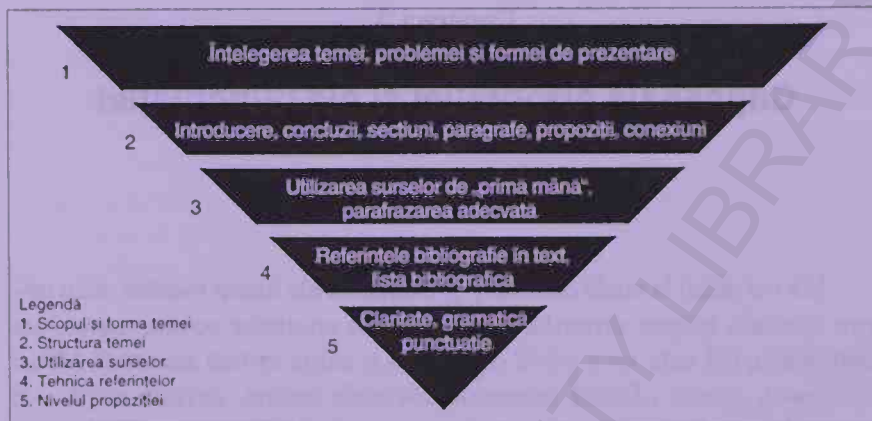 1 Înțelegerea temei, problemei și formei de prezentare
2 Introducere, concluzii, secțiuni, paragrafe, propoziții, conexiuni
3 Utilizarea surselor de „primă mână“,
parafrazarea adecvată
4 Referințele bibliografie în text,
lista bibliografică
5 Claritate, gramatică,
punctuație
Legendă
1. Scopul și forma temei
2. Structura temei
3. Utilizarea surselor
4. Tehnica referințelor
5. Nivelul propoziției